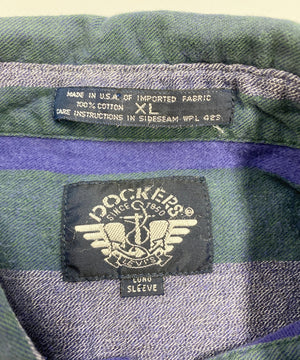 MADE IN U.S.A. OF IMPORTED FABRIC
100% COTTON XL
CARE INSTRUCTIONS IN SIDESEAM WPL 423
DOCKERS®
SINCE 1850
LEVI'S
LONG
SLEEVE